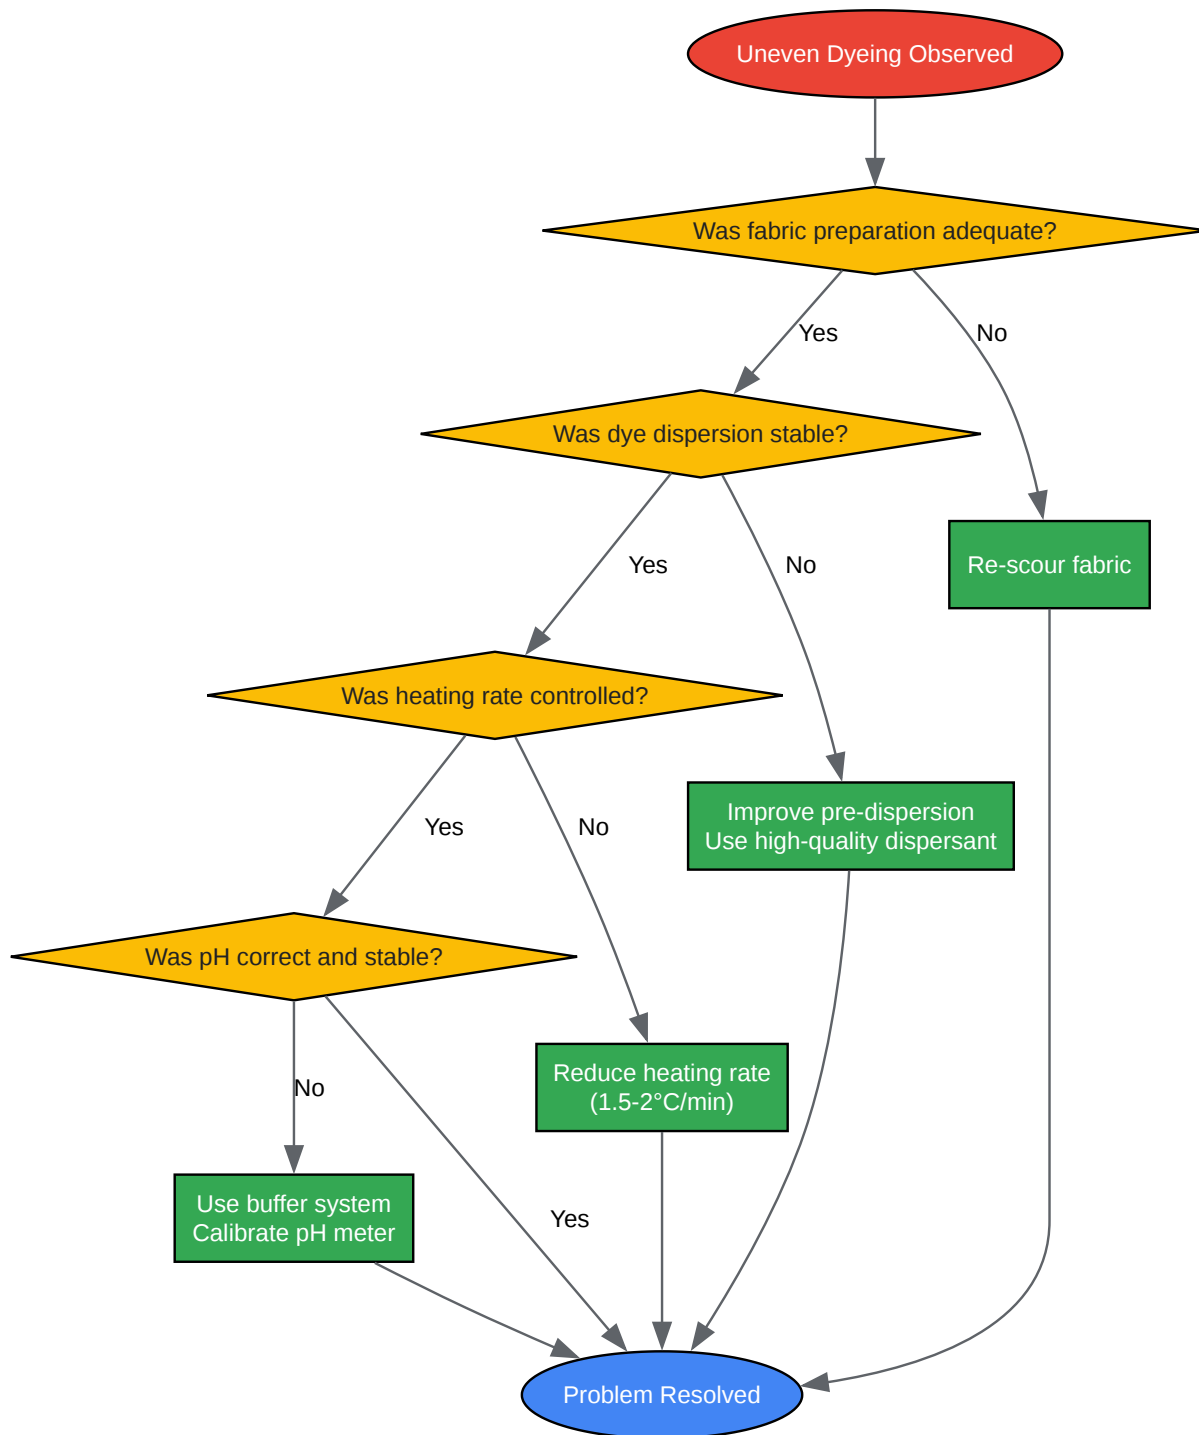 Uneven Dyeing Observed
Was fabric preparation adequate?
Yes
No
Was dye dispersion stable?
Yes
No
Re-scour fabric
Was heating rate controlled?
Yes
No
Improve pre-dispersion
Use high-quality dispersant
Was pH correct and stable?
No
Yes
Reduce heating rate
(1.5-2°C/min)
Use buffer system
Calibrate pH meter
Problem Resolved